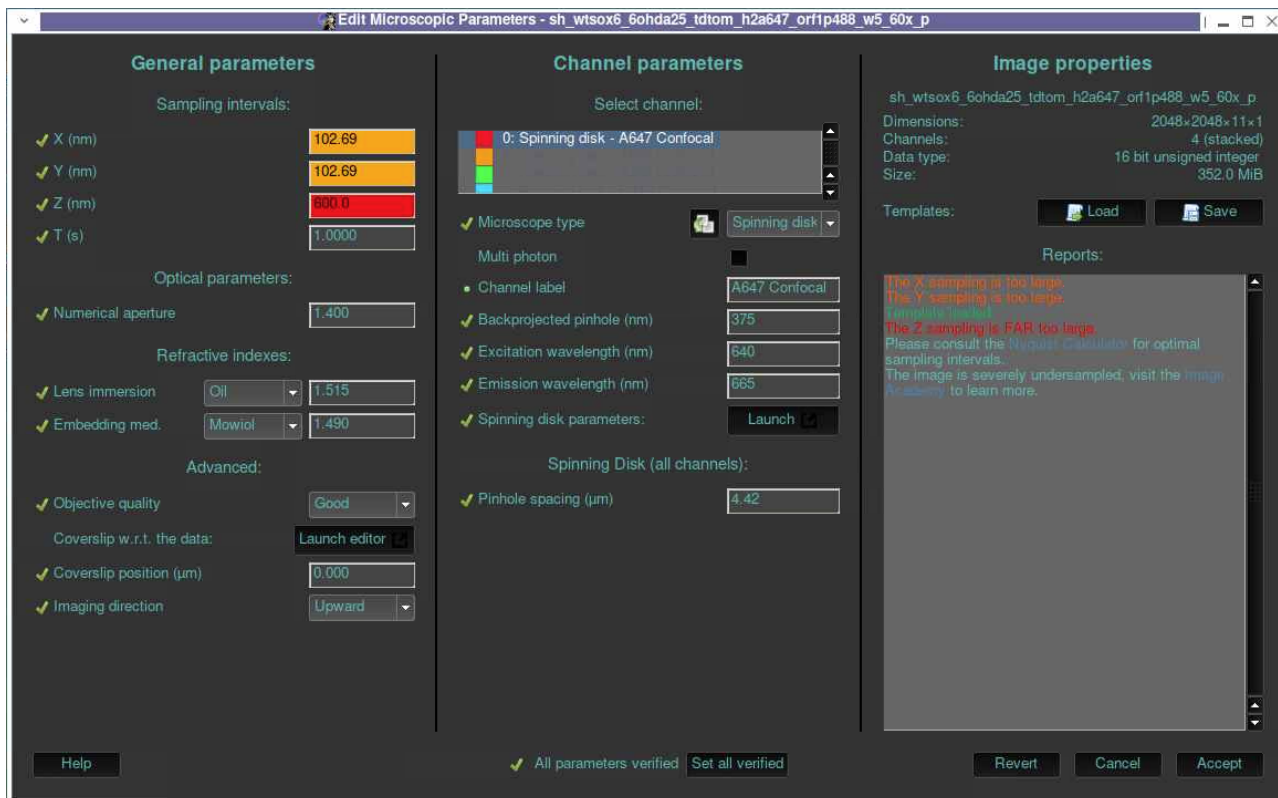 Edit Microscopic Parameters - sh_wtsox6_6ohda25_tdtom_h2a647_orf1p488_w5_60x_p
General parameters
Sampling intervals:
X (nm) 102.69
Y (nm) 102.69
Z (nm) 600.0
T (s) 1.0000
Optical parameters:
Numerical aperture 1.400
Refractive indexes:
Lens immersion Oil 1.515
Embedding med. Mowiol 1.490
Advanced:
Objective quality Good
Coverslip w.r.t. the data: Launch editor
Coverslip position (µm) 0.000
Imaging direction Upward
Channel parameters
Select channel:
0: Spinning disk - A647 Confocal
Microscope type Spinning disk
Multi photon
Channel label A647 Confocal
Backprojected pinhole (nm) 375
Excitation wavelength (nm) 640
Emission wavelength (nm) 665
Spinning disk parameters: Launch
Spinning Disk (all channels):
Pinhole spacing (µm) 4.42
Image properties
sh_wtsox6_6ohda25_tdtom_h2a647_orf1p488_w5_60x_p
Dimensions: 2048×2048×11×1
Channels: 4 (stacked)
Data type: 16 bit unsigned integer
Size: 352.0 MiB
Templates: Load Save
Reports:
The X sampling is too large.
The Y sampling is too large.
Template loaded
The Z sampling is FAR too large.
Please consult the Nyquist Calculator for optimal
sampling intervals.
The image is severely undersampled, visit the Image
Academy to learn more.
Help All parameters verified Set all verified Revert Cancel Accept